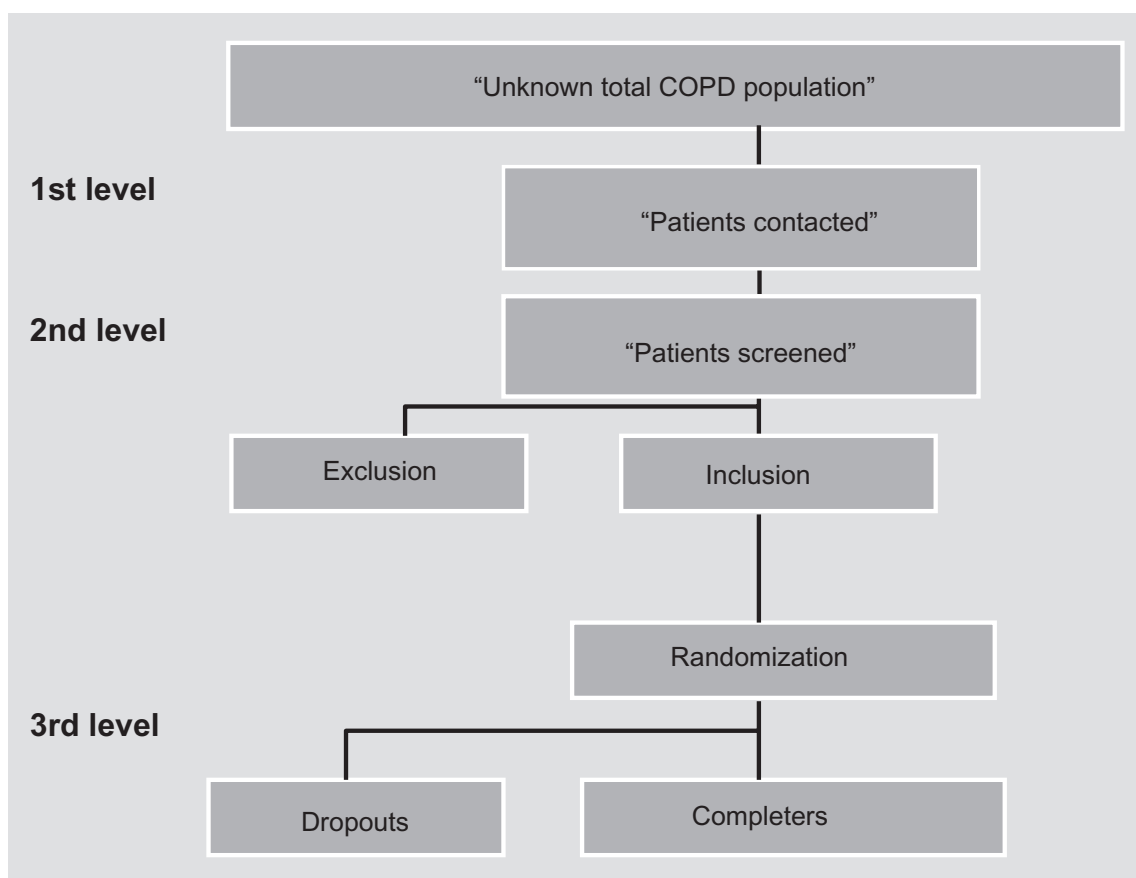 “Unknown total COPD population”
1st level
“Patients contacted”
2nd level
“Patients screened”
Exclusion
Inclusion
Randomization
3rd level
Dropouts
Completers